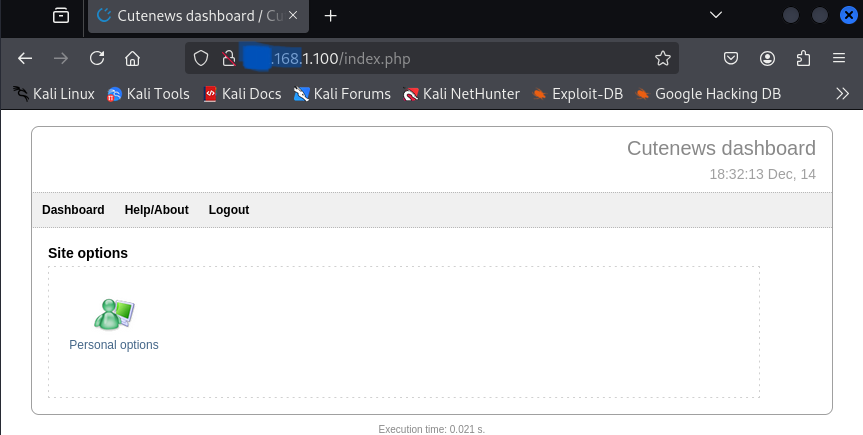 Cutenews dashboard / Cu
.168.1.100/index.php
Kali Linux Kali Tools Kali Docs Kali Forums Kali NetHunter Exploit-DB Google Hacking DB
Cutenews dashboard
18:32:13 Dec, 14
Dashboard Help/About Logout
Site options
Personal options
Execution time: 0.021 s.